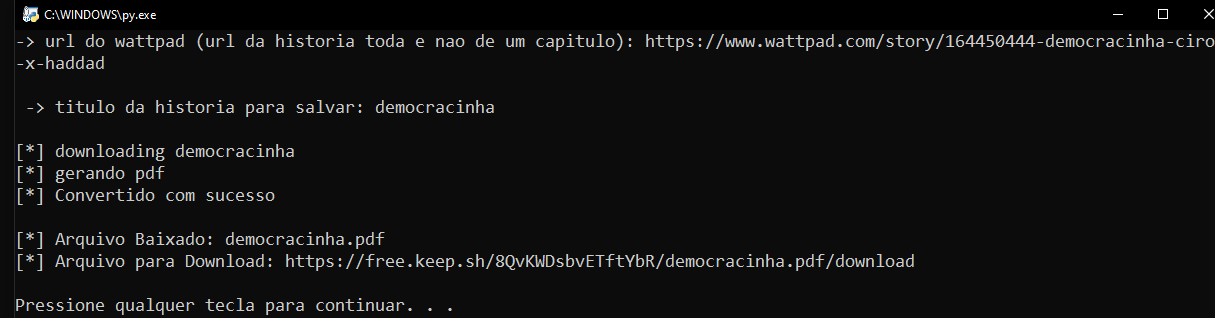 C:\WINDOWS\py.exe
-> url do wattpad (url da historia toda e nao de um capitulo): https://www.wattpad.com/story/164450444-democracinha-ciro
-x-haddad
-> titulo da historia para salvar: democracinha
[*] downloading democracinha
[*] gerando pdf
[*] Convertido com sucesso
[*] Arquivo Baixado: democracinha.pdf
[*] Arquivo para Download: https://free.keep.sh/8QvKWDsbvETftYbR/democracinha.pdf/download
Pressione qualquer tecla para continuar. . .